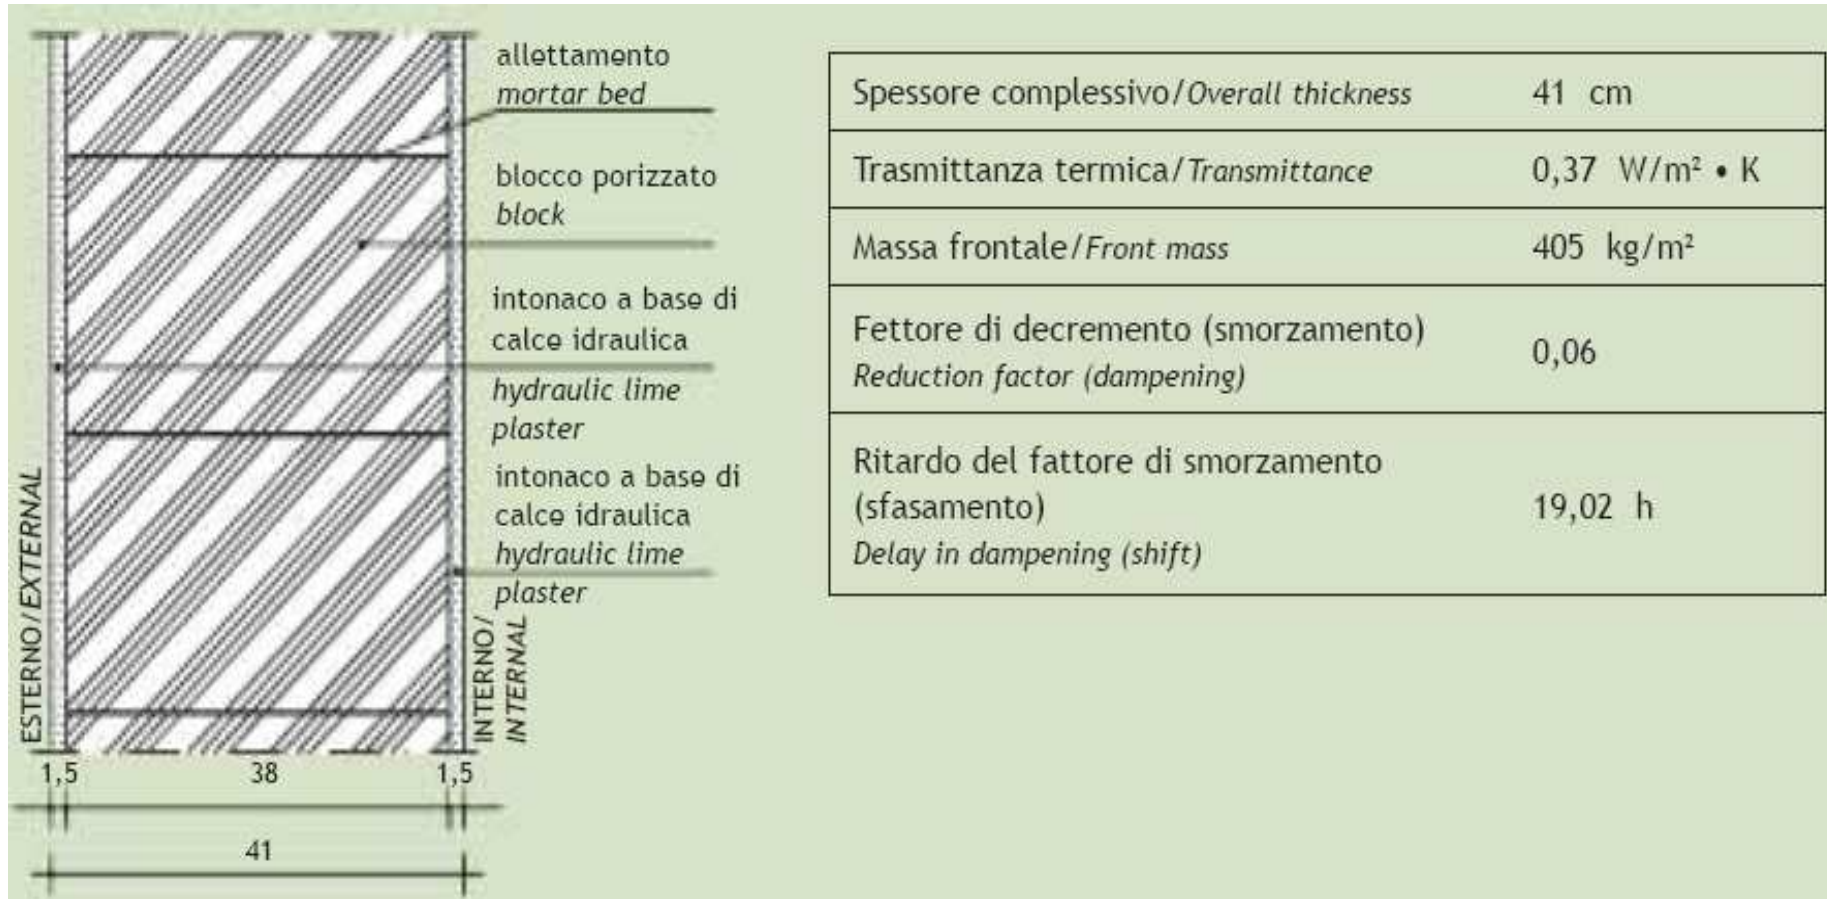 allettamento
mortar bed
blocco porizzato
block
intonaco a base di
calce idraulica
hydraulic lime
plaster
intonaco a base di
calce idraulica
hydraulic lime
plaster
ESTERNO/EXTERNAL
INTERNO/
INTERNAL
1,5 38 1,5
41
Spessore complessivo/Overall thickness 41 cm
Trasmittanza termica/Transmittance 0,37 W/m² • K
Massa frontale/Front mass 405 kg/m²
Fettore di decremento (smorzamento)
Reduction factor (dampening)
0,06
Ritardo del fattore di smorzamento
(sfasamento)
Delay in dampening (shift)
19,02 h